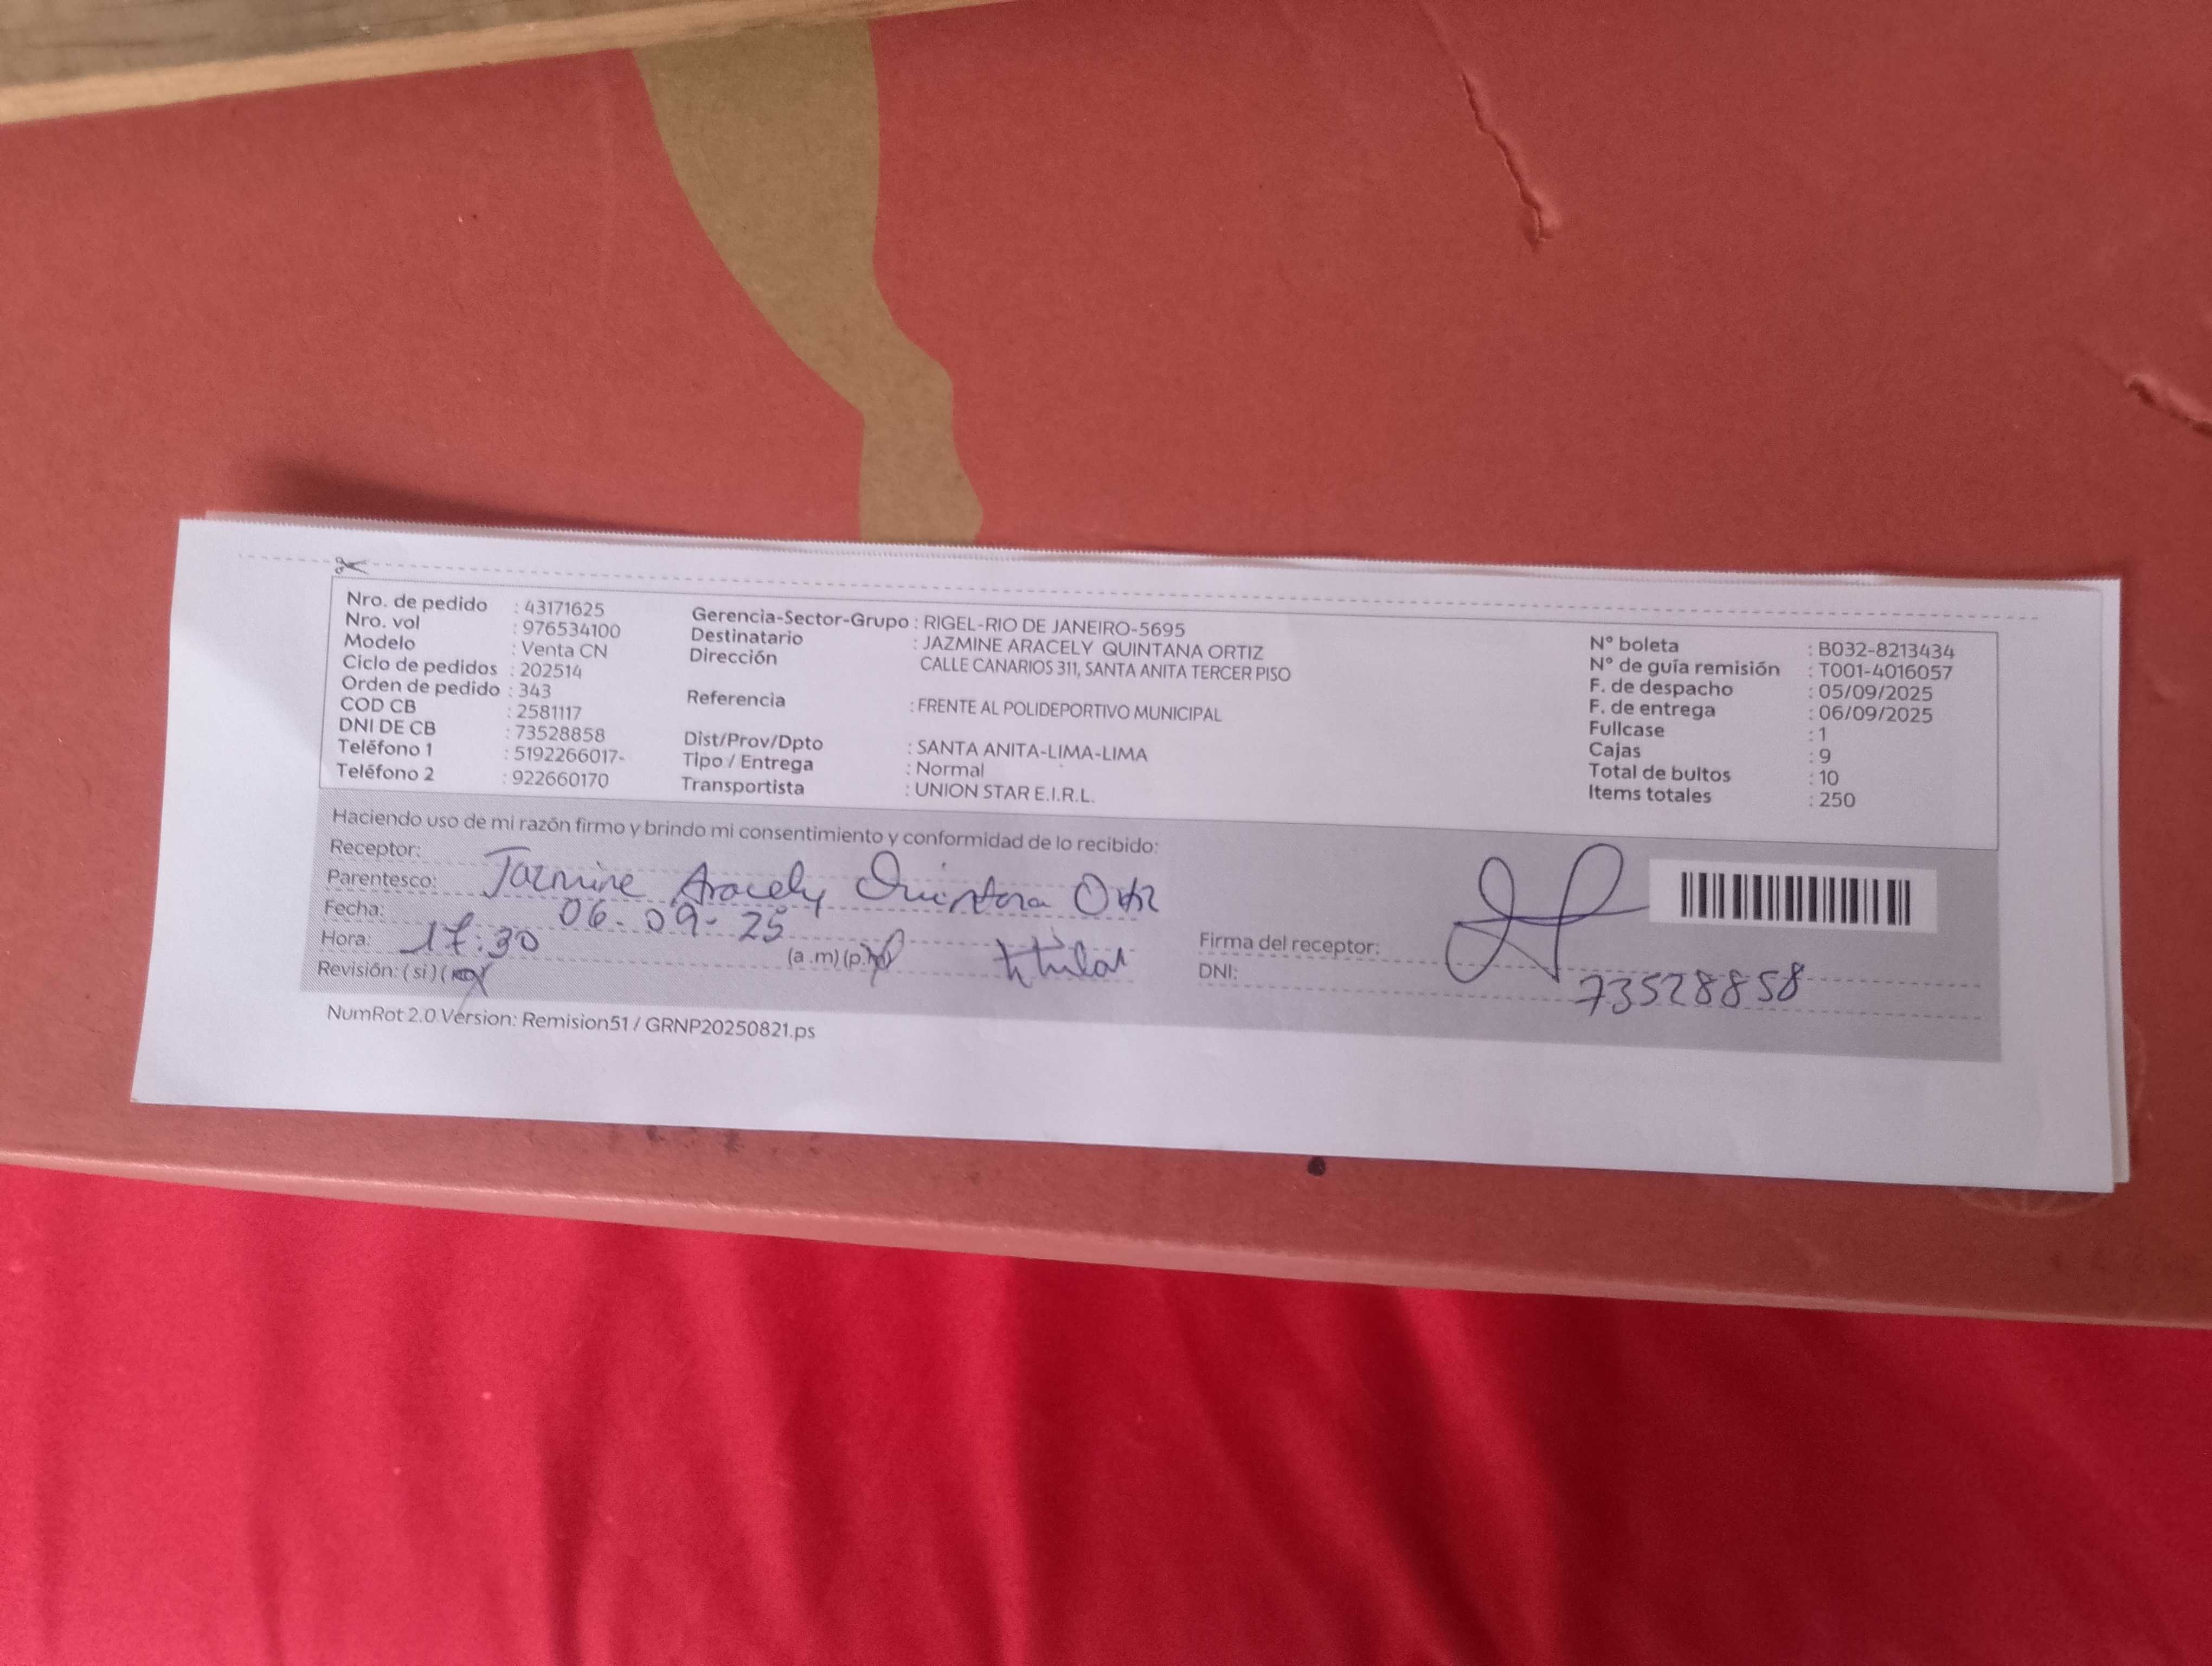 Nro. de pedido : 43171625
Nro. vol : 976534100
Modelo : Venta CN
Ciclo de pedidos : 202514
Orden de pedido : 343
COD CB : 2581117
DNI DE CB : 73528858
Teléfono 1 : 5192266017-
Teléfono 2 : 922660170
Gerencia-Sector-Grupo : RIGEL-RIO DE JANEIRO-5695
Destinatario : JAZMINE ARACELY QUINTANA ORTIZ
Dirección CALLE CANARIOS 311, SANTA ANITA TERCER PISO
Referencia : FRENTE AL POLIDEPORTIVO MUNICIPAL
Dist/Prov/Dpto : SANTA ANITA-LIMA-LIMA
Tipo / Entrega : Normal
Transportista : UNION STAR E.I.R.L.
N° boleta : B032-8213434
N° de guía remisión : T001-4016057
F. de despacho : 05/09/2025
F. de entrega : 06/09/2025
Fullcase : 1
Cajas : 9
Total de bultos : 10
Items totales : 250
Haciendo uso de mi razón firmo y brindo mi consentimiento y conformidad de lo recibido:
Receptor:
Parentesco: Jazmine Aracely Quintana Ortiz
Fecha: 06-09-25
Hora: 17:30 (a .m) (p.m) titular
Revisión: ( si ) ( no )
Firma del receptor:
DNI: 73528858
NumRot 2.0 Version: Remision51 / GRNP20250821.ps